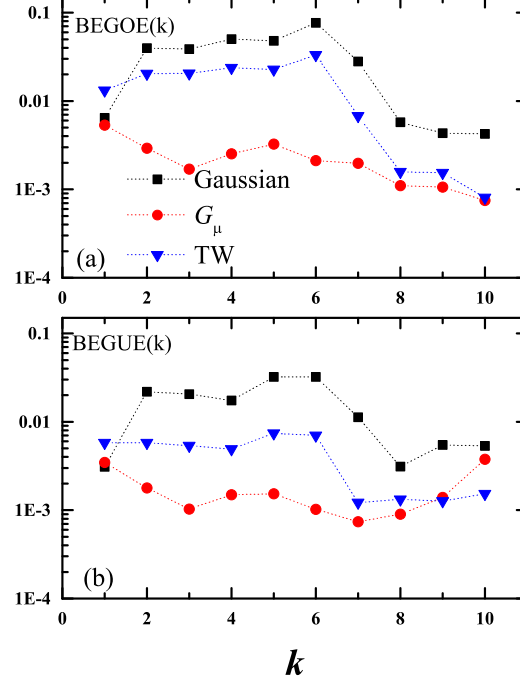 0.1
BEGOE(k)
0.01
1E-3
Gaussian
G_μ
TW
(a)
1E-4
0 2 4 6 8 10
0.1
BEGUE(k)
0.01
1E-3
(b)
1E-4
0 2 4 6 8 10
k